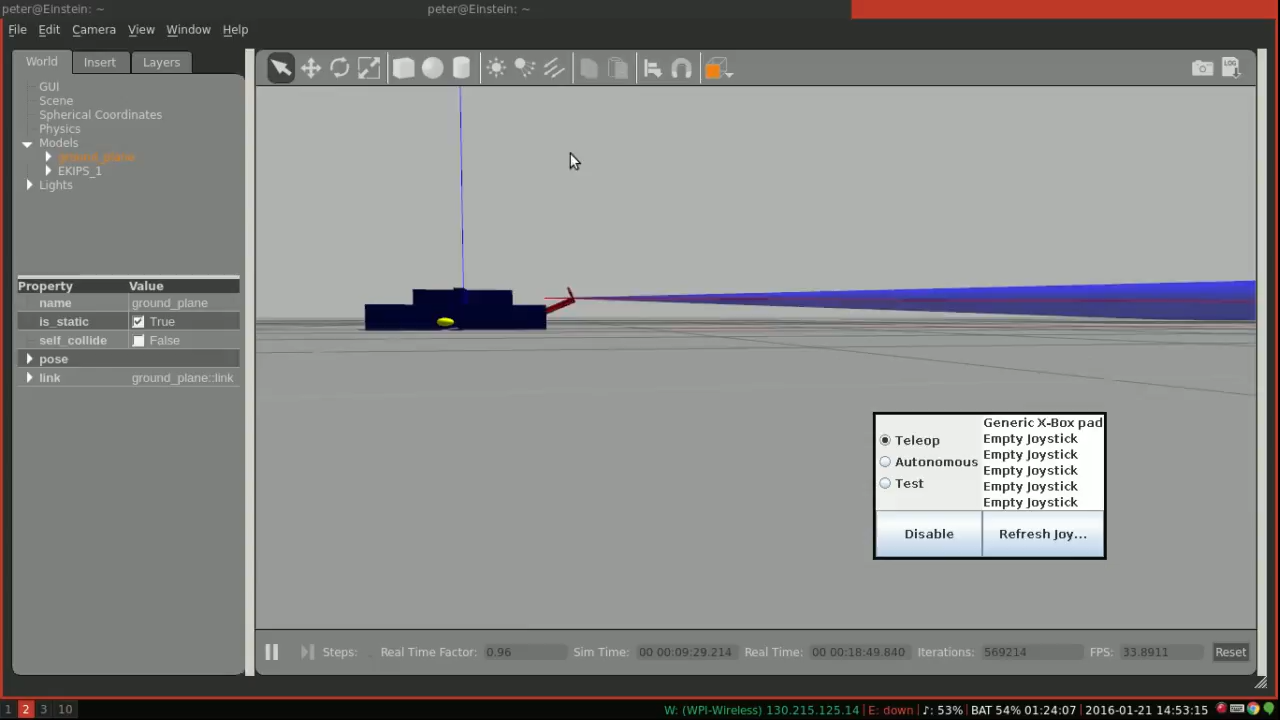 peter@Einstein: ~ peter@Einstein: ~
File Edit Camera View Window Help
World Insert Layers
GUI
Scene
Spherical Coordinates
Physics
Models
ground_plane
EKIPS_1
Lights
Property Value
name ground_plane
is_static True
self_collide False
pose
link ground_plane::link
LOG
Teleop
Autonomous
Test
Generic X-Box pad
Empty Joystick
Empty Joystick
Empty Joystick
Empty Joystick
Empty Joystick
Disable Refresh Joy...
Steps: Real Time Factor: 0.96 Sim Time: 00 00:09:29.214 Real Time: 00 00:18:49.840 Iterations: 569214 FPS: 33.8911 Reset
1 2 3 10 W: (WPI-Wireless) 130.215.125.14 | E: down | ♪: 53% | BAT 54% 01:24:07 | 2016-01-21 14:53:15